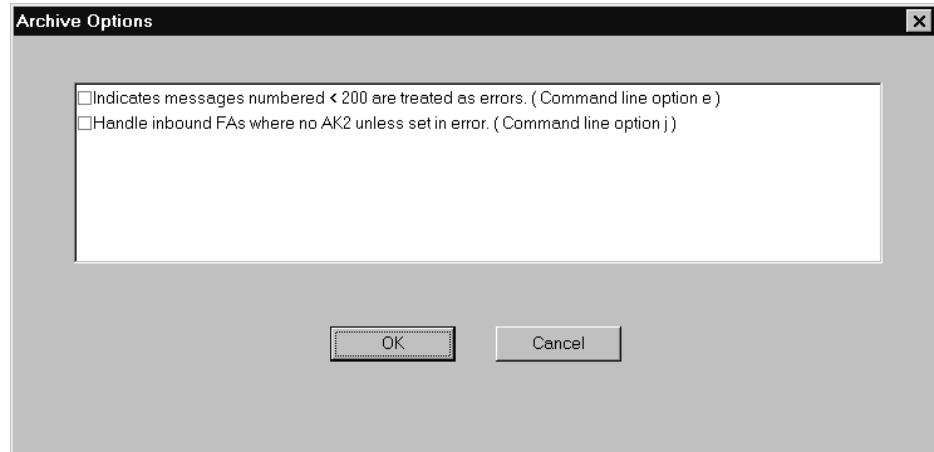 Archive Options
Indicates messages numbered < 200 are treated as errors. ( Command line option e )
Handle inbound FAs where no AK2 unless set in error. ( Command line option j )
OK
Cancel